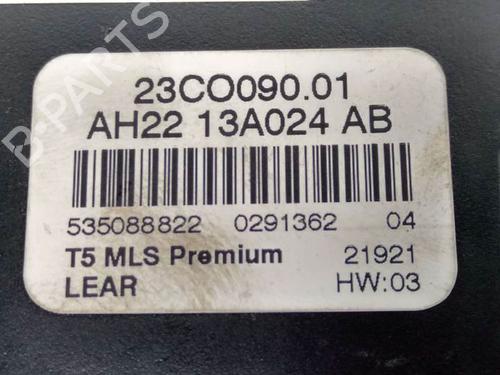 23CO090.01
AH22 13A024 AB
535088822 0291362 04
T5 MLS Premium 21921
LEAR HW:03
B-PARTS